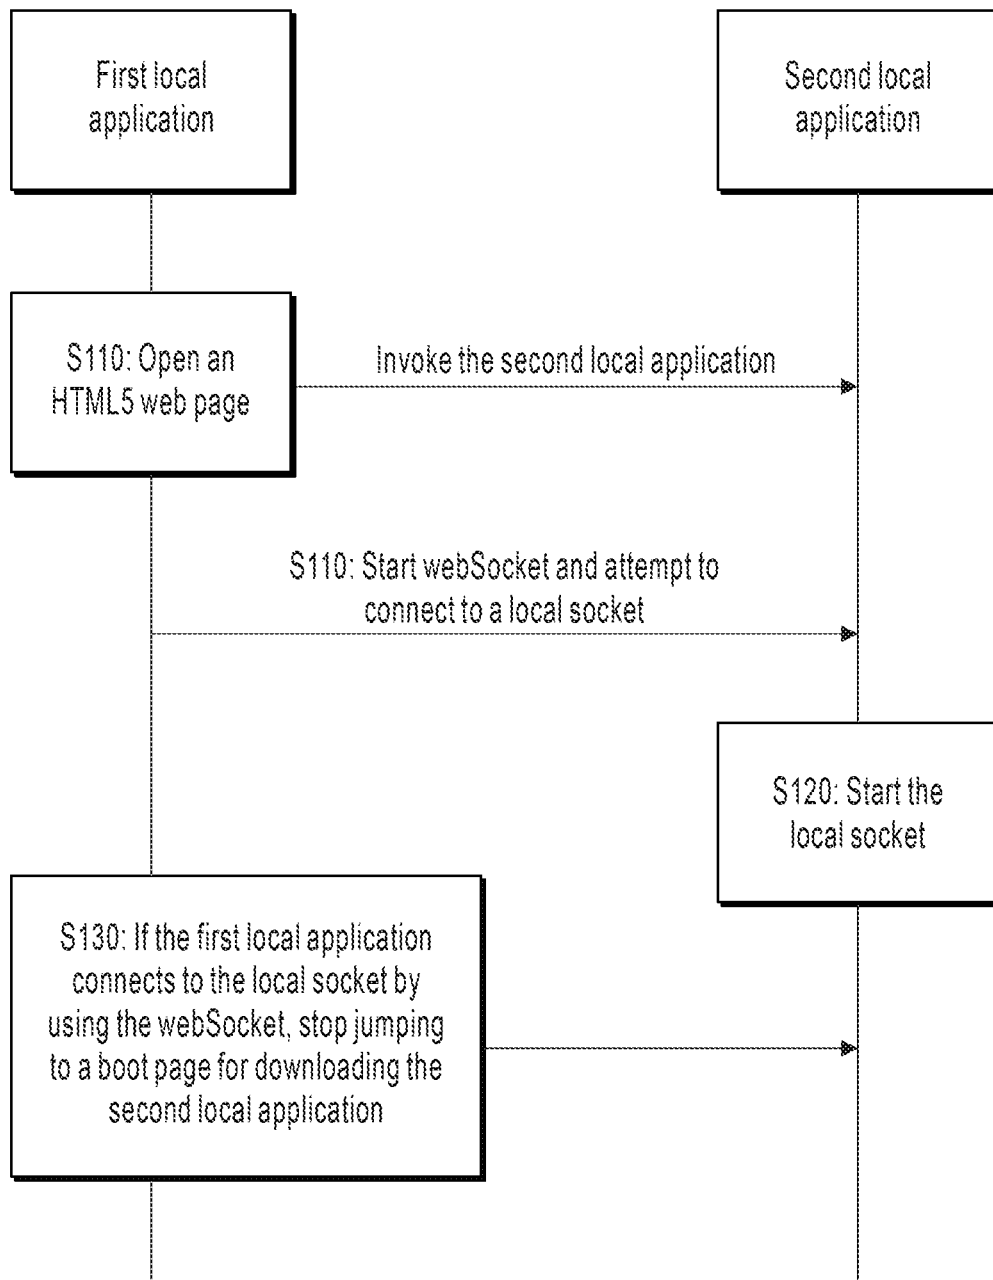 First local
application
Second local
application
S110: Open an
HTML5 web page
Invoke the second local application
S110: Start webSocket and attempt to
connect to a local socket
S120: Start the
local socket
S130: If the first local application
connects to the local socket by
using the webSocket, stop jumping
to a boot page for downloading the
second local application